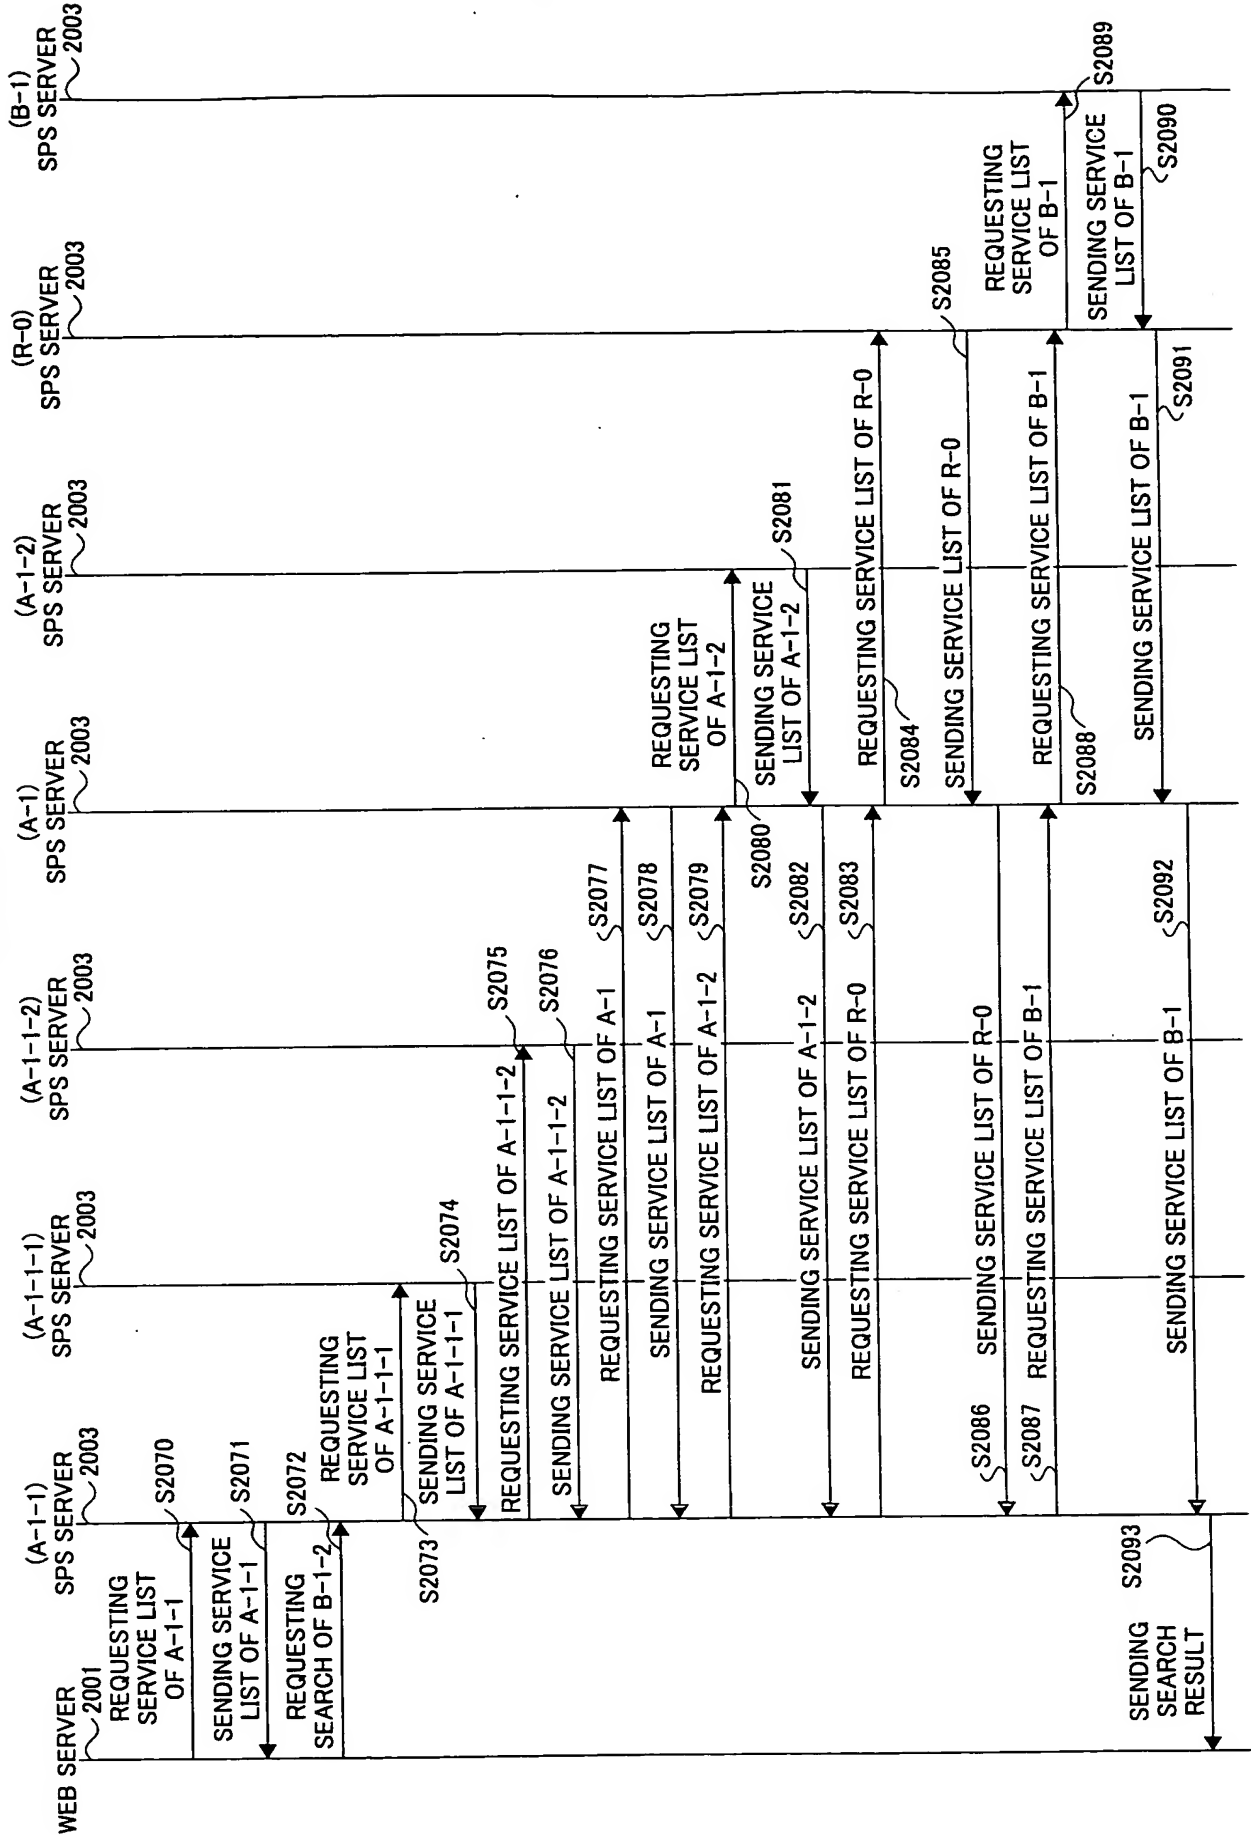 WEB SERVER
2001
(A-1-1)
SPS SERVER
2003
(A-1-1-1)
SPS SERVER
2003
(A-1-1-2)
SPS SERVER
2003
(A-1)
SPS SERVER
2003
(A-1-2)
SPS SERVER
2003
(R-0)
SPS SERVER
2003
(B-1)
SPS SERVER
2003
REQUESTING
SERVICE LIST
OF A-1-1
S2070
SENDING SERVICE
LIST OF A-1-1
S2071
REQUESTING
SEARCH OF B-1-2
S2072
REQUESTING
SERVICE LIST
OF A-1-1-1
S2073
SENDING SERVICE
LIST OF A-1-1-1
S2074
REQUESTING SERVICE LIST OF A-1-1-2
S2075
SENDING SERVICE LIST OF A-1-1-2
S2076
REQUESTING SERVICE LIST OF A-1
S2077
SENDING SERVICE LIST OF A-1
S2078
REQUESTING SERVICE LIST OF A-1-2
S2079
REQUESTING
SERVICE LIST
OF A-1-2
S2080
SENDING SERVICE
LIST OF A-1-2
S2081
SENDING SERVICE LIST OF A-1-2
S2082
REQUESTING SERVICE LIST OF R-0
S2083
REQUESTING SERVICE LIST OF R-0
S2084
SENDING SERVICE LIST OF R-0
S2085
SENDING SERVICE LIST OF R-0
S2086
REQUESTING SERVICE LIST OF B-1
S2087
REQUESTING SERVICE LIST OF B-1
S2088
REQUESTING
SERVICE LIST
OF B-1
S2089
SENDING SERVICE
LIST OF B-1
S2090
SENDING SERVICE LIST OF B-1
S2091
SENDING SERVICE LIST OF B-1
S2092
SENDING
SEARCH
RESULT
S2093